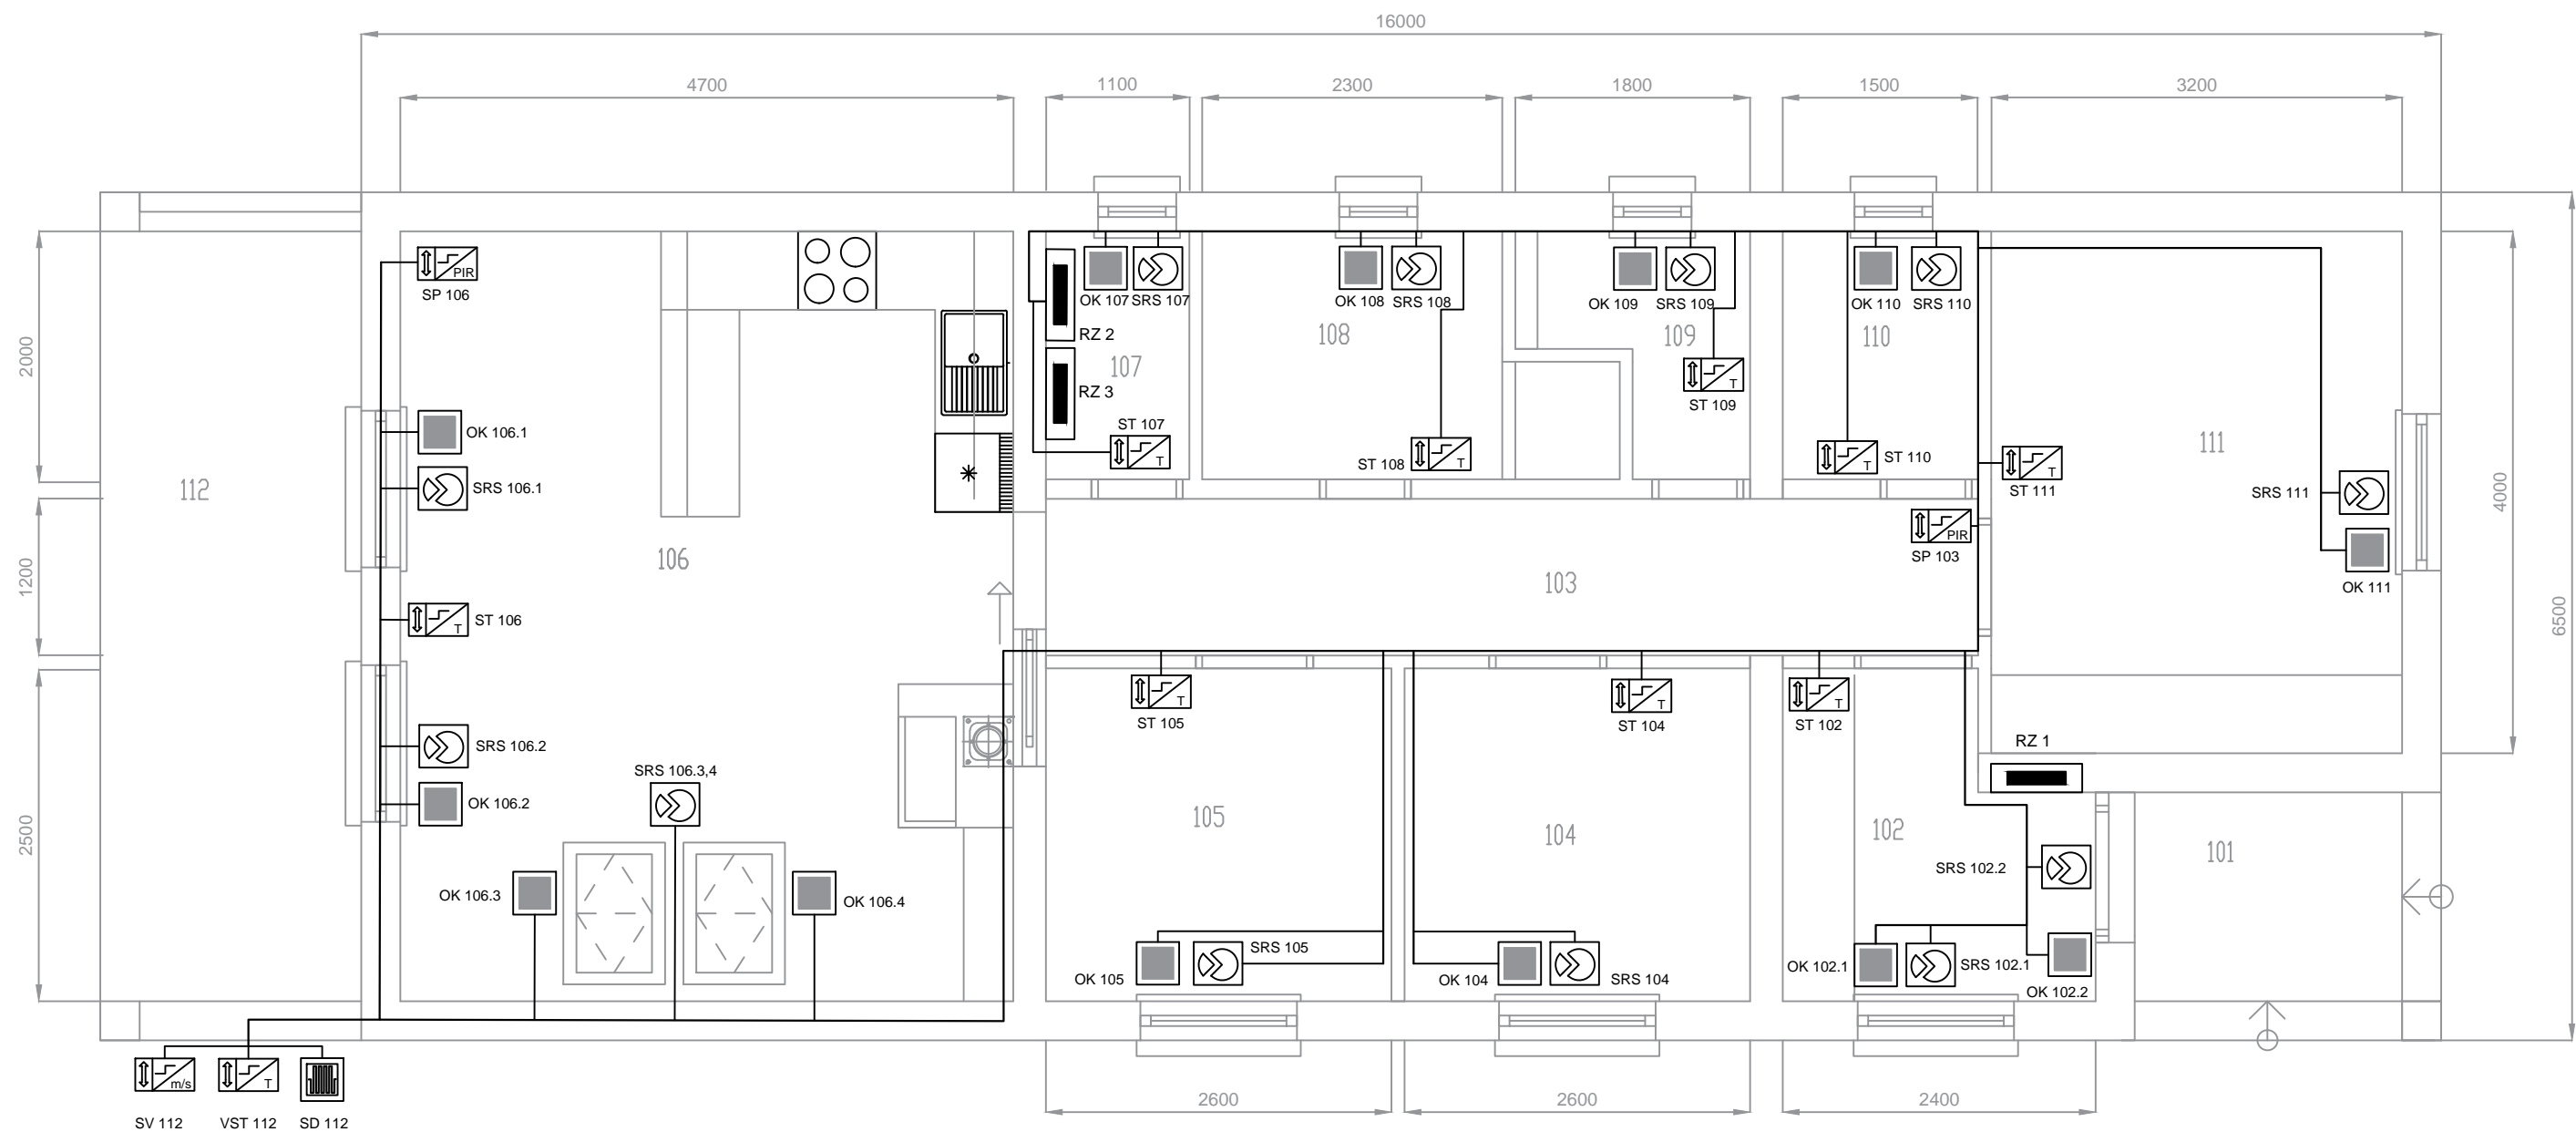 16000
4700 1100 2300 1800 1500 3200
PIR
SP 106
OK 107 SRS 107 OK 108 SRS 108 OK 109 SRS 109 OK 110 SRS 110
RZ 2 108 109 110
2000
107
T
RZ 3
ST 109
ST 107
T
OK 106.1
111
T
ST 108
T
ST 110
T
ST 111
112
SRS 106.1
SRS 111
4000
PIR
SP 103
106
103
OK 111
1200
T
ST 106
6500
T
ST 105
T
ST 104
T
ST 102
RZ 1
SRS 106.2
SRS 106.3,4
OK 106.2
2500
105
104
102
101
SRS 102.2
OK 106.3
OK 106.4
SRS 105
OK 105
OK 104
SRS 104
OK 102.1
SRS 102.1
OK 102.2
m/s
T
2600 2600 2400
SV 112 VST 112 SD 112